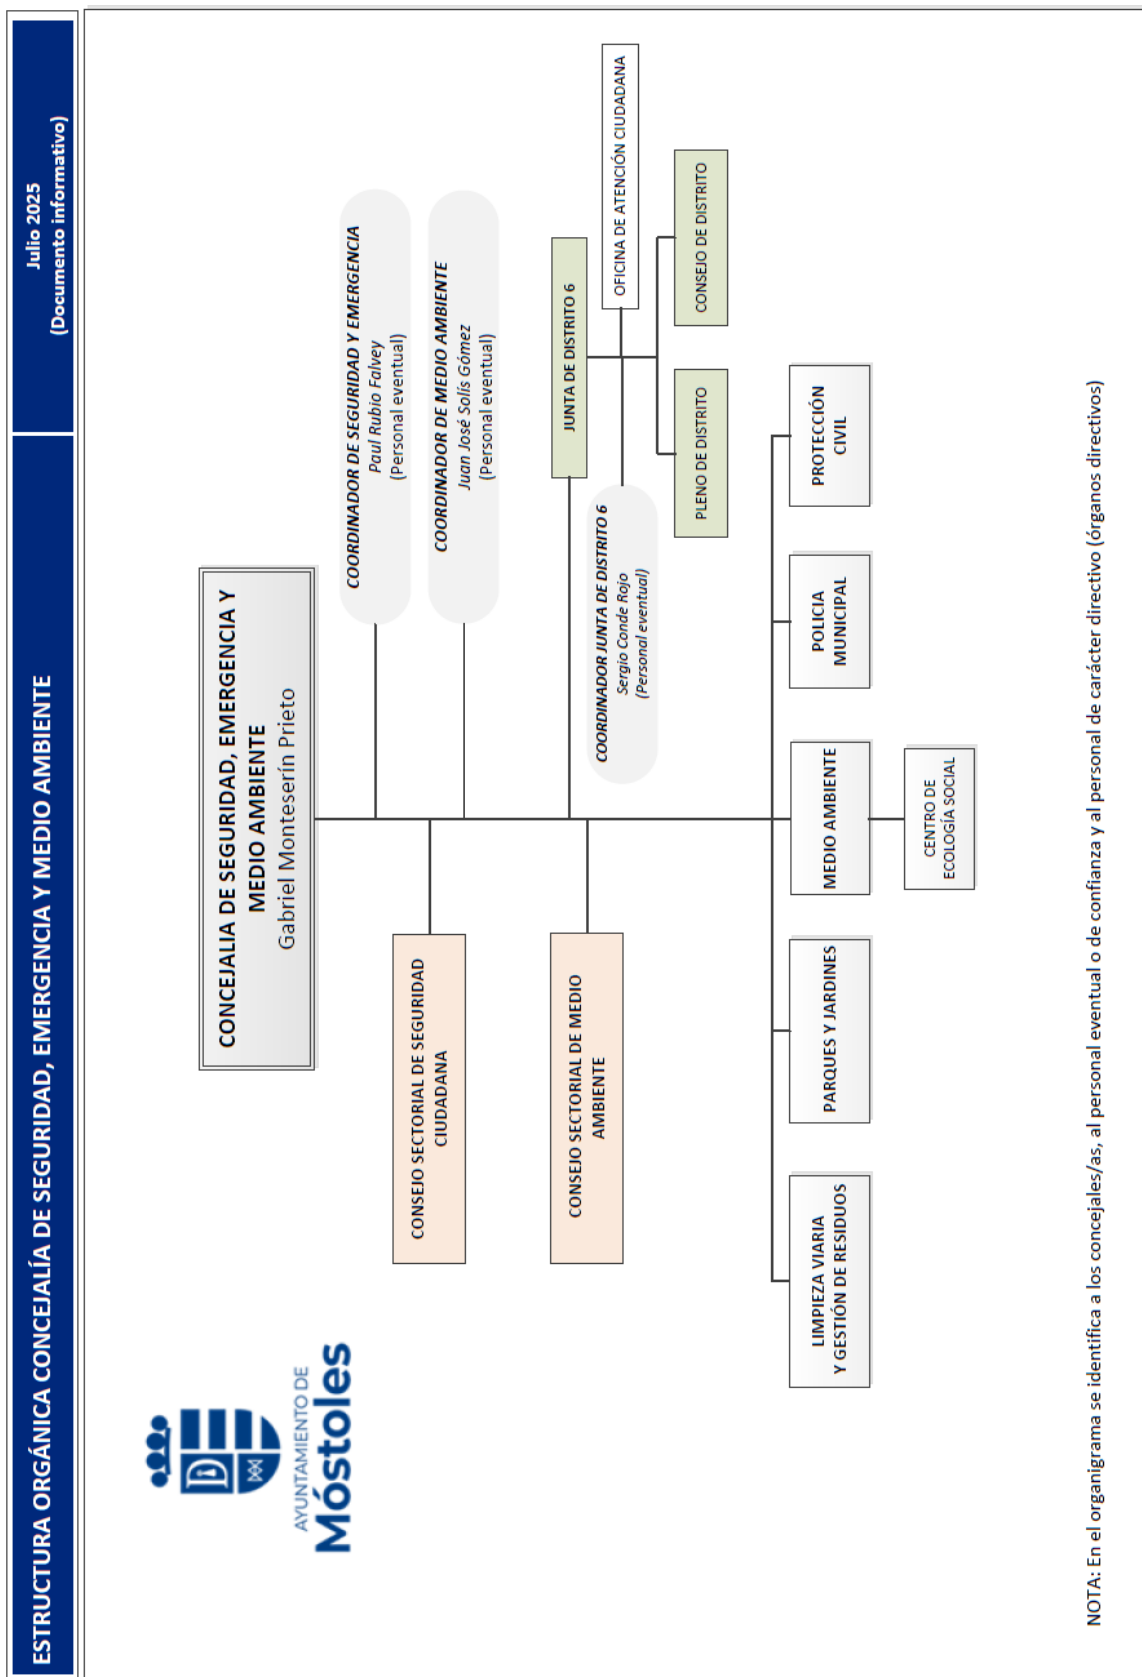 ESTRUCTURA ORGÁNICA CONCEJALÍA DE SEGURIDAD, EMERGENCIA Y MEDIO AMBIENTE
Julio 2025
(Documento informativo)
AYUNTAMIENTO DE
Móstoles
CONCEJALIA DE SEGURIDAD, EMERGENCIA Y
MEDIO AMBIENTE
Gabriel Monteserín Prieto
COORDINADOR DE SEGURIDAD Y EMERGENCIA
Paul Rubio Falvey
(Personal eventual)
CONSEJO SECTORIAL DE SEGURIDAD
CIUDADANA
COORDINADOR DE MEDIO AMBIENTE
Juan José Solís Gómez
(Personal eventual)
CONSEJO SECTORIAL DE MEDIO
AMBIENTE
JUNTA DE DISTRITO 6
COORDINADOR JUNTA DE DISTRITO 6
Sergio Conde Rojo
(Personal eventual)
OFICINA DE ATENCIÓN CIUDADANA
PLENO DE DISTRITO
CONSEJO DE DISTRITO
LIMPIEZA VIARIA
Y GESTIÓN DE RESIDUOS
PARQUES Y JARDINES
MEDIO AMBIENTE
POLICIA
MUNICIPAL
PROTECCIÓN
CIVIL
CENTRO DE
ECOLOGÍA SOCIAL
NOTA: En el organigrama se identifica a los concejales/as, al personal eventual o de confianza y al personal de carácter directivo (órganos directivos)